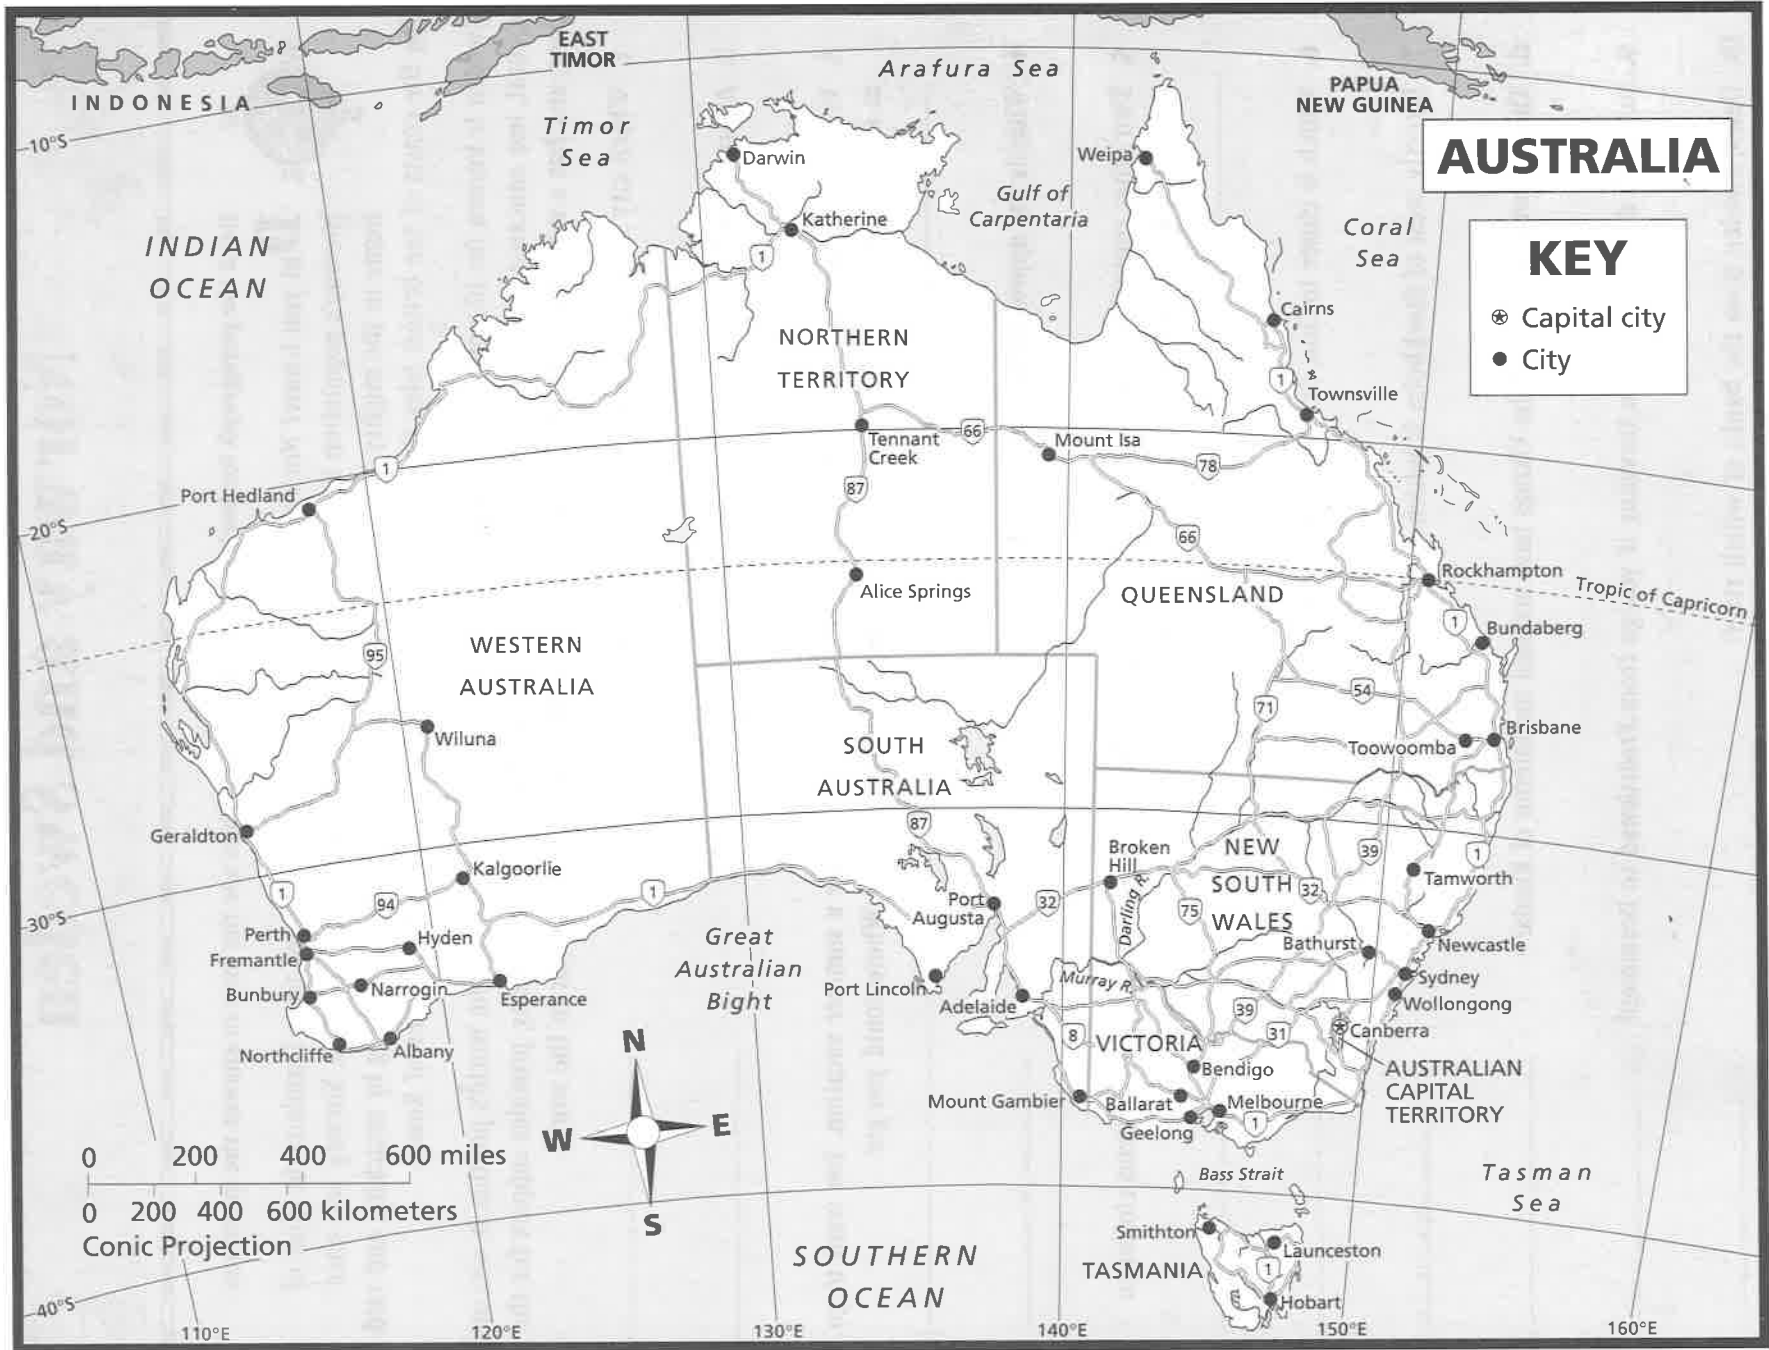 EAST
TIMOR
Arafura Sea
INDONESIA
PAPUA
NEW GUINEA
Timor
Sea
10°S
AUSTRALIA
Darwin
Weipa
Gulf of
Carpentaria
Katherine
Coral
Sea
INDIAN
OCEAN
KEY
Capital city
City
1
Cairns
NORTHERN
TERRITORY
1
Townsville
Tennant
Creek
66
Mount Isa
78
1
Port Hedland
87
20°S
66
Alice Springs
Rockhampton
QUEENSLAND
Tropic of Capricorn
1
Bundaberg
WESTERN
AUSTRALIA
95
54
71
Brisbane
Toowoomba
Wiluna
SOUTH
AUSTRALIA
Geraldton
87
Broken
Hill
NEW
SOUTH
WALES
39
1
Kalgoorlie
Tamworth
1
94
1
32
32
75
Port
Augusta
Darling R.
30°S
Perth
Hyden
Fremantle
Great
Australian
Bight
Bathurst
Newcastle
Murray R.
Sydney
Bunbury
Narrogin
Esperance
Port Lincoln
Adelaide
Wollongong
39
31
8
Canberra
Northcliffe
Albany
VICTORIA
N
Bendigo
AUSTRALIAN
CAPITAL
TERRITORY
Mount Gambier
Ballarat
Melbourne
W
E
Geelong
1
0 200 400 600 miles
Bass Strait
Tasman
Sea
0 200 400 600 kilometers
S
Conic Projection
Smithton
Launceston
SOUTHERN
OCEAN
TASMANIA
1
Hobart
40°S
110°E
120°E
130°E
140°E
150°E
160°E